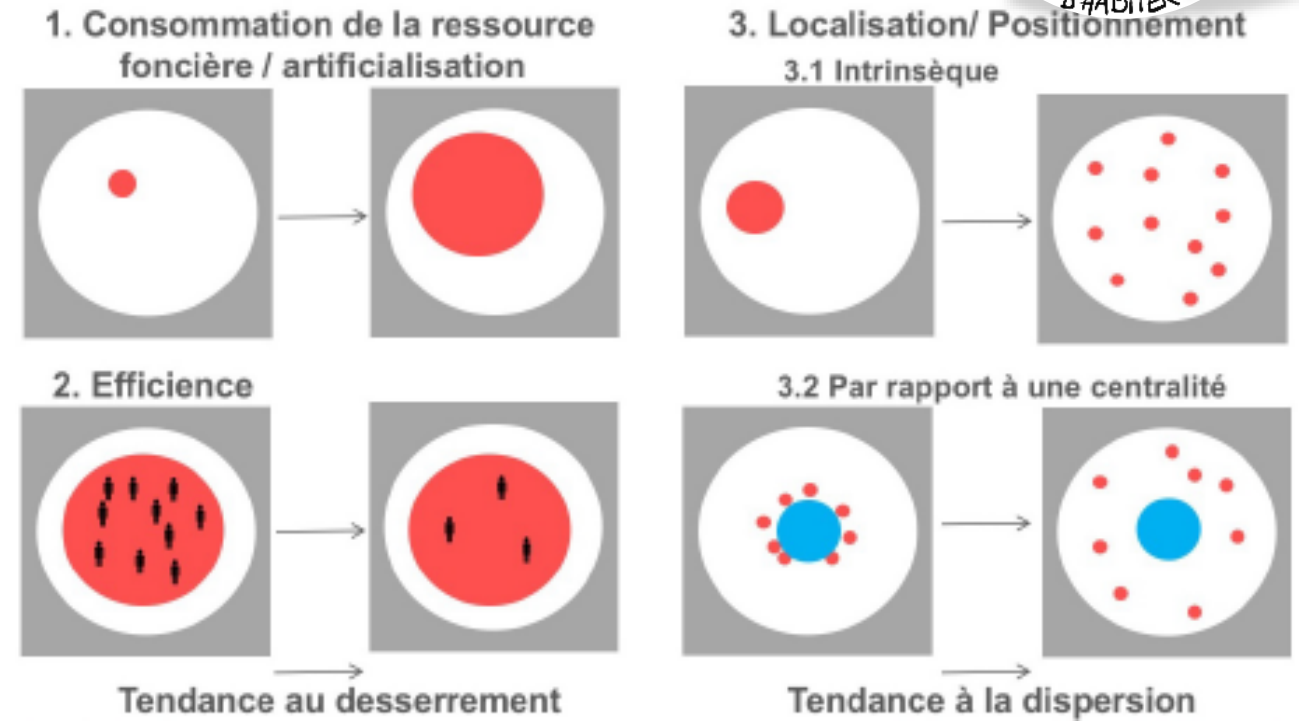 D'HABITER
1. Consommation de la ressource
foncière / artificialisation
2. Efficience
Tendance au desserrement
3. Localisation/ Positionnement
3.1 Intrinsèque
3.2 Par rapport à une centralité
Tendance à la dispersion